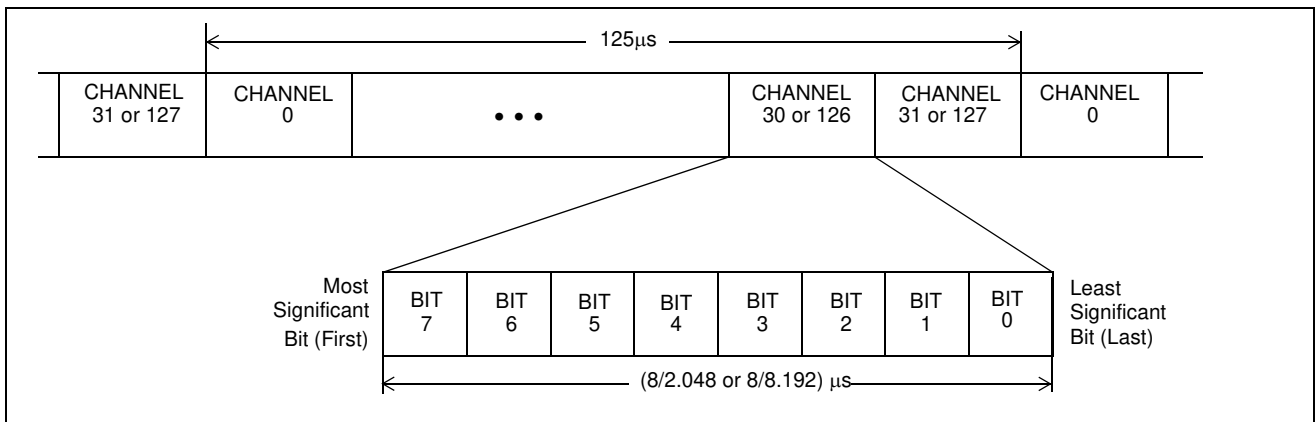 125μs
CHANNEL
31 or 127
CHANNEL
0
• • •
CHANNEL
30 or 126
CHANNEL
31 or 127
CHANNEL
0
Most
Significant
Bit (First)
BIT
7
BIT
6
BIT
5
BIT
4
BIT
3
BIT
2
BIT
1
BIT
0
Least
Significant
Bit (Last)
(8/2.048 or 8/8.192) μs